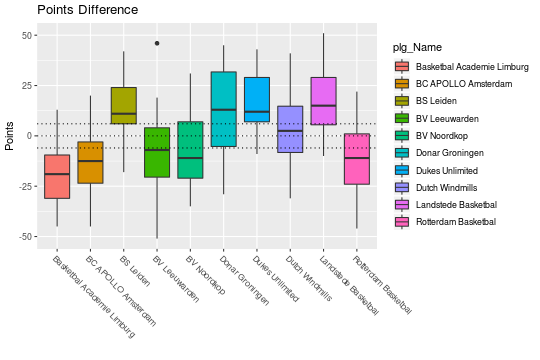 Points Difference
Points
50
25
0
-25
-50
Basketbal Academie Limburg
BC APOLLO Amsterdam
BS Leiden
BV Leeuwarden
BV Noordkop
Donar Groningen
Dukes Unlimited
Dutch Windmills
Landstede Basketbal
Rotterdam Basketbal
plg_Name
Basketbal Academie Limburg
BC APOLLO Amsterdam
BS Leiden
BV Leeuwarden
BV Noordkop
Donar Groningen
Dukes Unlimited
Dutch Windmills
Landstede Basketbal
Rotterdam Basketbal